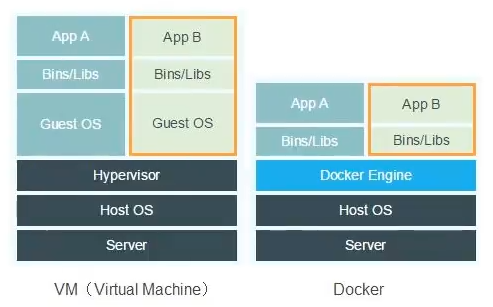 App A
App B
Bins/Libs
Bins/Libs
Guest OS
Guest OS
Hypervisor
Host OS
Server
VM（Virtual Machine）
App A
App B
Bins/Libs
Bins/Libs
Docker Engine
Host OS
Server
Docker